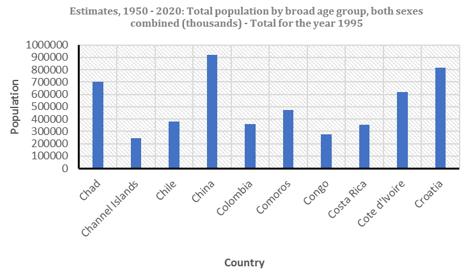 Estimates, 1950 - 2020: Total population by broad age group, both sexes
combined (thousands) - Total for the year 1995
Population
1000000
900000
800000
700000
600000
500000
400000
300000
200000
100000
0
Chad
Channel Islands
Chile
China
Colombia
Comoros
Congo
Costa Rica
Cote d'Ivoire
Croatia
Country